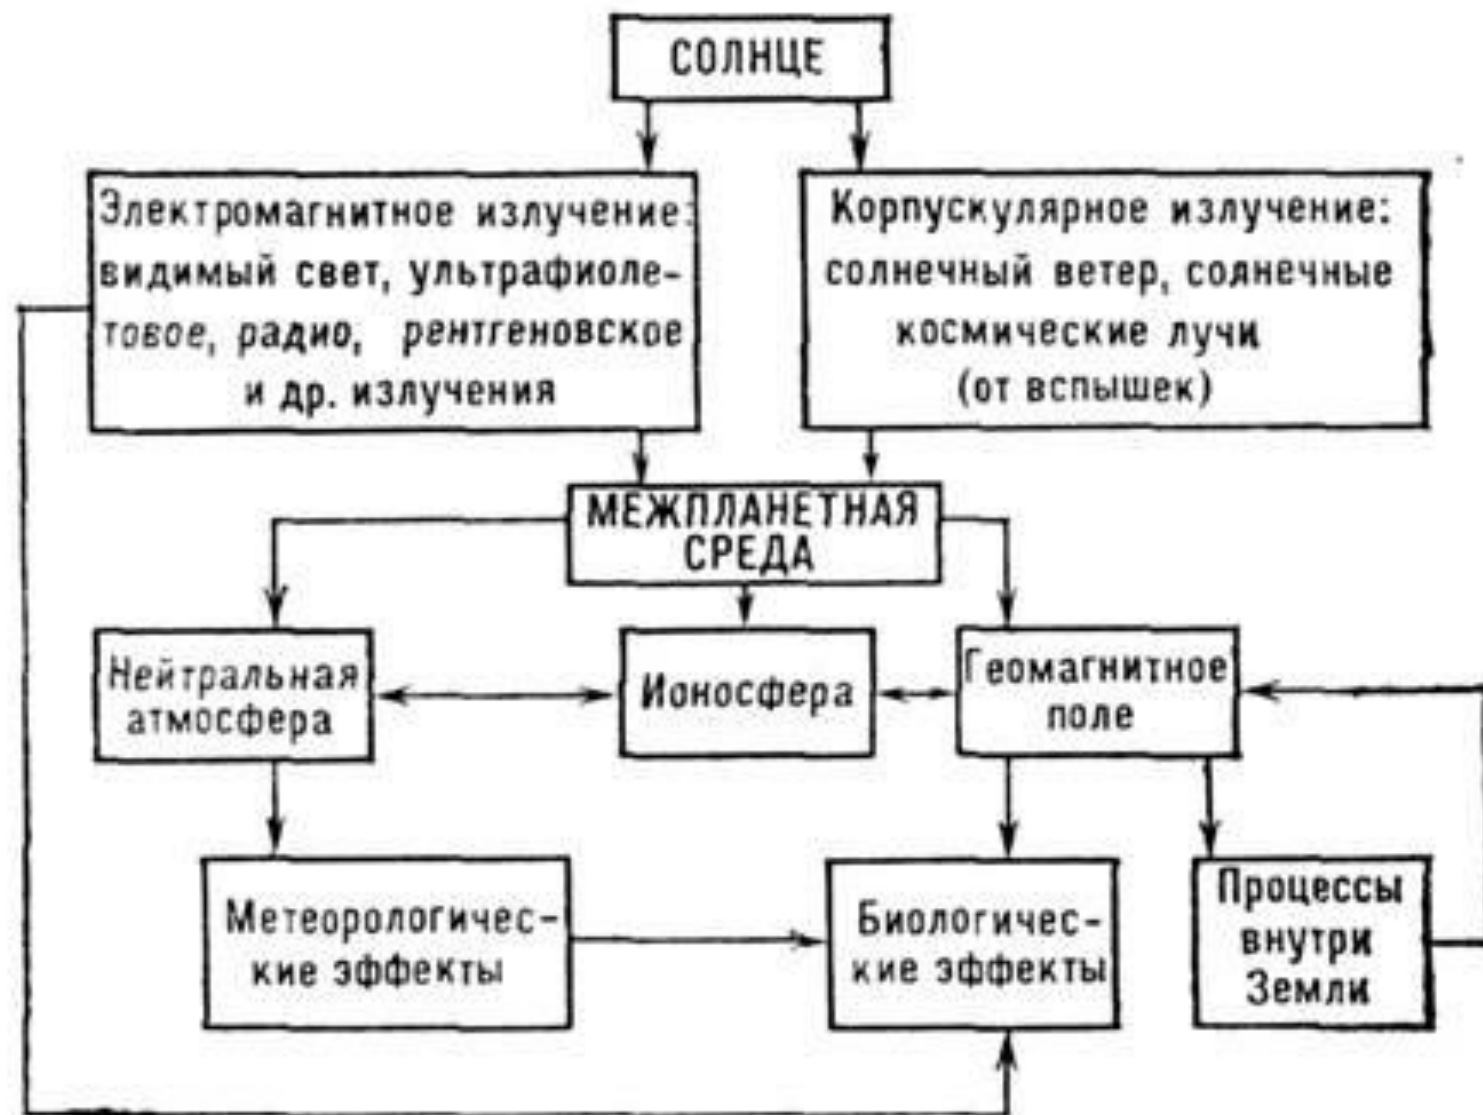 СОЛНЦЕ
Электромагнитное излучение:
видимый свет, ультрафиоле-
товое, радио, рентгеновское
и др. излучения
Корпускулярное излучение:
солнечный ветер, солнечные
космические лучи
(от вспышек)
МЕЖПЛАНЕТНАЯ
СРЕДА
Нейтральная
атмосфера
Ионосфера
Геомагнитное
поле
Метеорологичес-
кие эффекты
Биологичес-
кие эффекты
Процессы
внутри
Земли